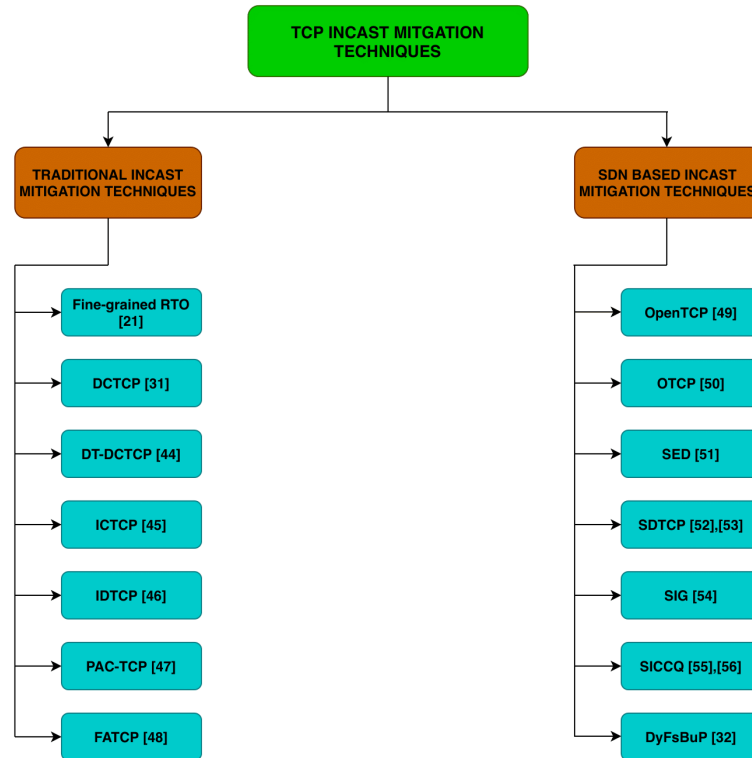 TCP INCAST MITGATION
TECHNIQUES
TRADITIONAL INCAST
MITIGATION TECHNIQUES
SDN BASED INCAST
MITIGATION TECHNIQUES
Fine-grained RTO
[21]
DCTCP [31]
DT-DCTCP [44]
ICTCP [45]
IDTCP [46]
PAC-TCP [47]
FATCP [48]
OpenTCP [49]
OTCP [50]
SED [51]
SDTCP [52],[53]
SIG [54]
SICCQ [55],[56]
DyFsBuP [32]